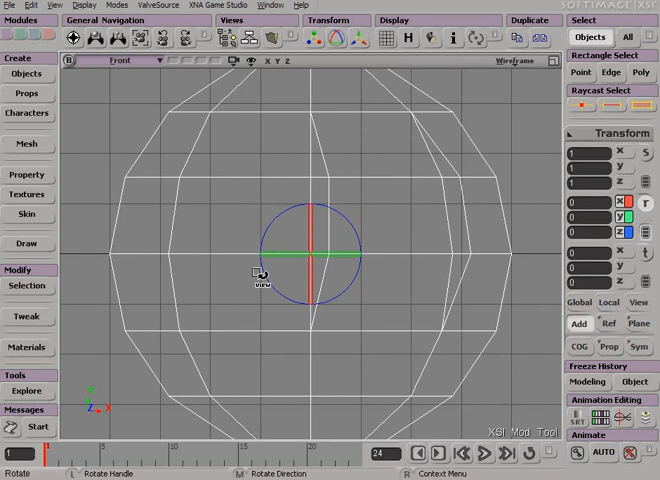 File Edit View Display Modes ValveSource XNA Game Studio Window Help SOFTIMAGE|XSI
Modules General Navigation Views Transform Display Duplicate Select
H i
Objects All
B Front X Y Z Wireframe
Rectangle Select
Create
Objects
Point Edge Poly
Props
Raycast Select
Characters
Transform
Mesh
1 x s
1 y
1 z
Property
Textures
0 x r
0 y
0 z
Skin
Draw
0 x t
0 y
0 z
view
Modify
Selection
Global Local View
Tweak
Add Ref Plane
Materials
COG Prop Sym
Freeze History
Tools
Modeling Object
Explore
Animation Editing
Y
Z X
Messages
SRT
Start
XSI Mod Tool
Animate
1 1 5 10 15 20 24
AUTO
Rotate L Rotate Handle M Rotate Direction R Context Menu